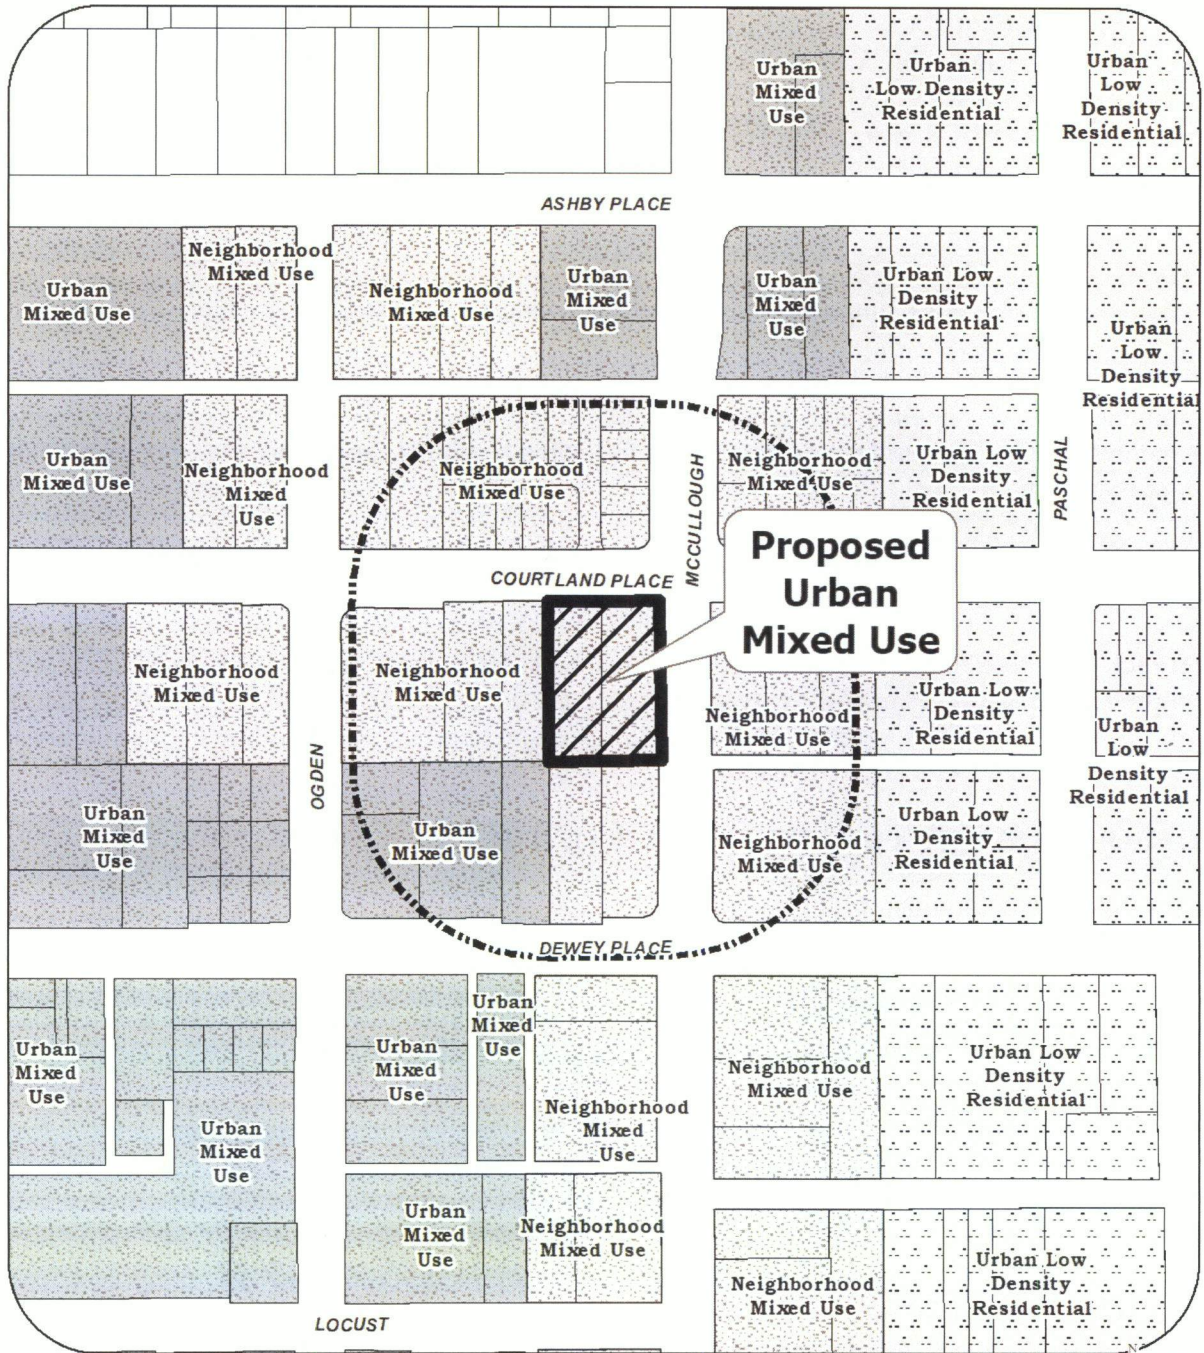 Urban
Mixed
Use
Urban
Low Density
Residential
Urban
Low
Density
Residential
ASHBY PLACE
Urban
Mixed Use
Neighborhood
Mixed Use
Neighborhood
Mixed Use
Urban
Mixed
Use
Urban
Mixed
Use
Urban Low
Density
Residential
Urban
Low
Density
Residential
Urban
Mixed Use
Neighborhood
Mixed
Use
Neighborhood
Mixed Use
MCCULLOUGH
Neighborhood
Mixed Use
Urban Low
Density
Residential
PASCHAL
COURTLAND PLACE
Proposed
Urban
Mixed Use
Neighborhood
Mixed Use
OGDEN
Neighborhood
Mixed Use
Neighborhood
Mixed Use
Urban Low
Density
Residential
Urban
Low
Density
Residential
Urban
Mixed
Use
Urban
Mixed Use
Neighborhood
Mixed Use
Urban Low
Density
Residential
DEWEY PLACE
Urban
Mixed
Use
Urban
Mixed
Use
Urban
Mixed
Use
Urban
Mixed
Use
Neighborhood
Mixed
Use
Neighborhood
Mixed Use
Urban Low
Density
Residential
Urban
Mixed
Use
Neighborhood
Mixed Use
Neighborhood
Mixed Use
Urban Low
Density
Residential
LOCUST
N